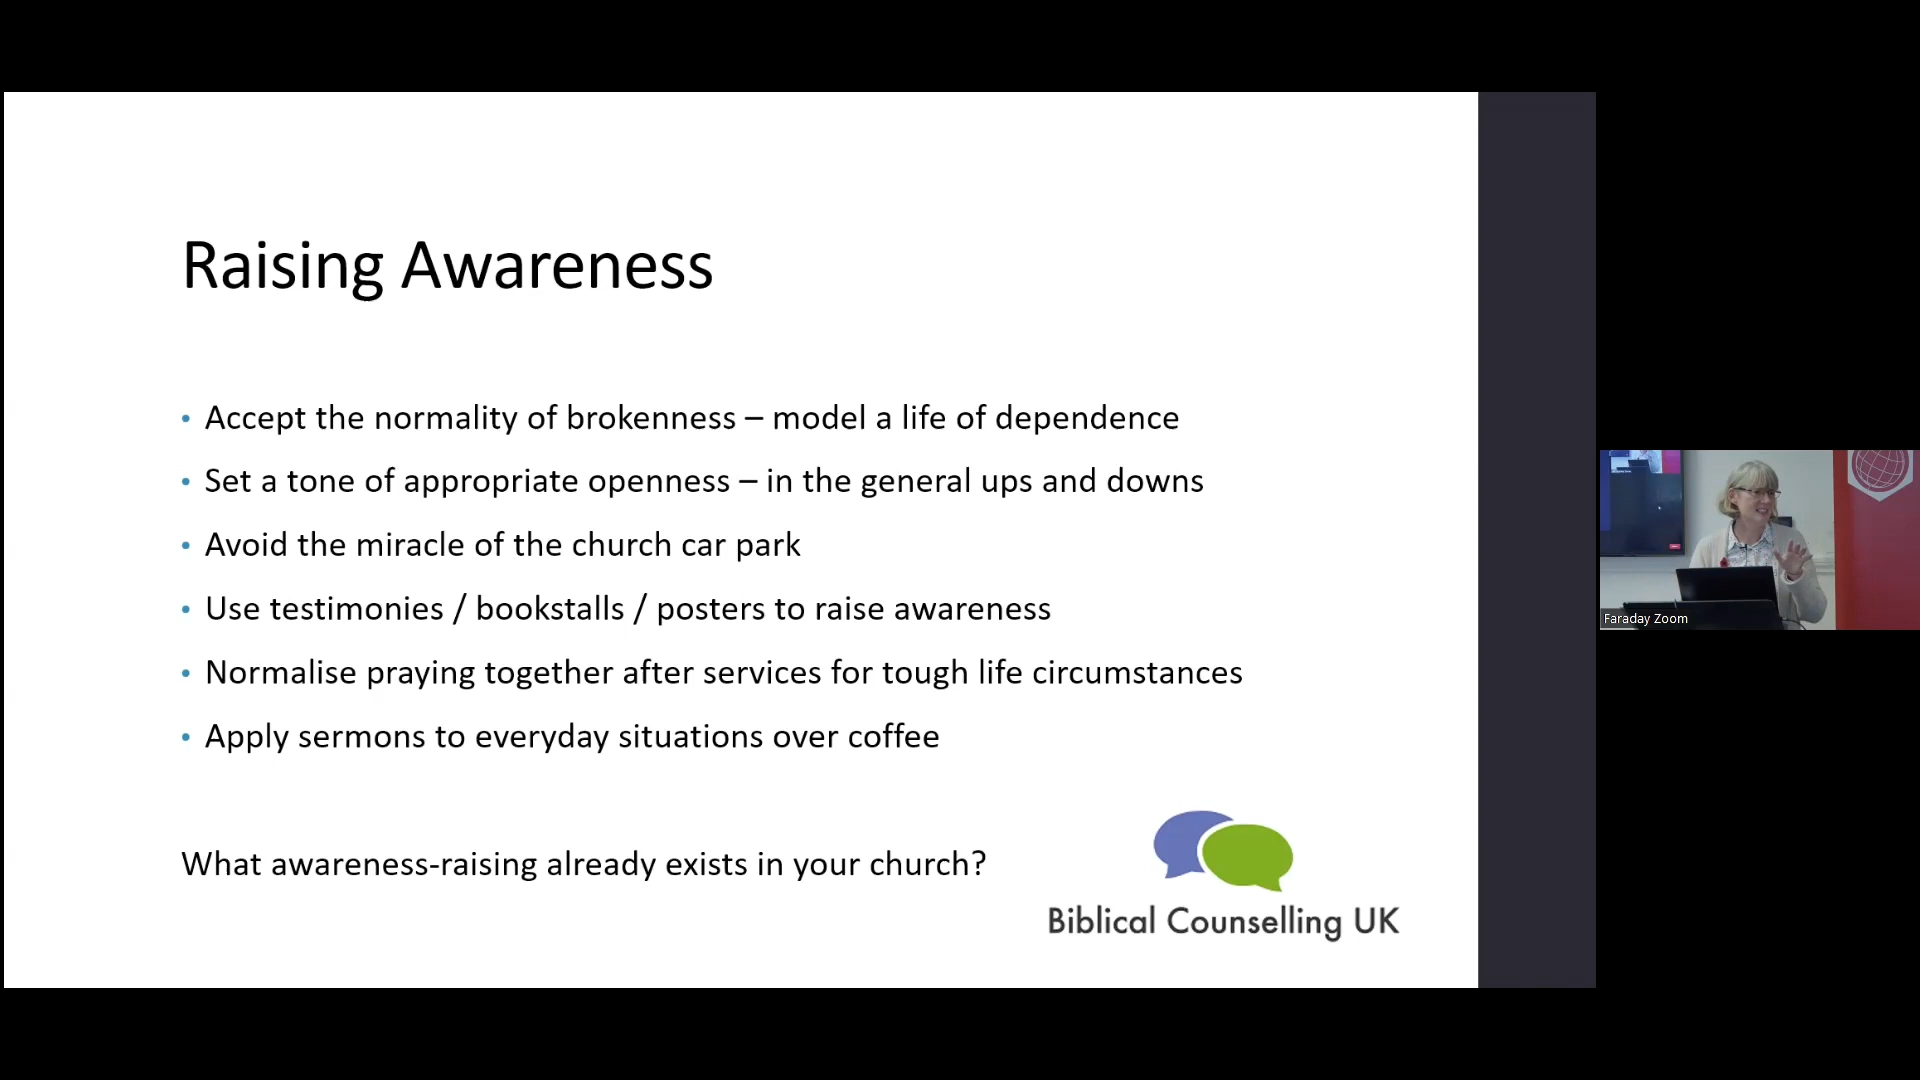 Raising Awareness
• Accept the normality of brokenness – model a life of dependence
• Set a tone of appropriate openness – in the general ups and downs
• Avoid the miracle of the church car park
• Use testimonies / bookstalls / posters to raise awareness
• Normalise praying together after services for tough life circumstances
• Apply sermons to everyday situations over coffee
What awareness-raising already exists in your church?
Biblical Counselling UK
Faraday Zoom